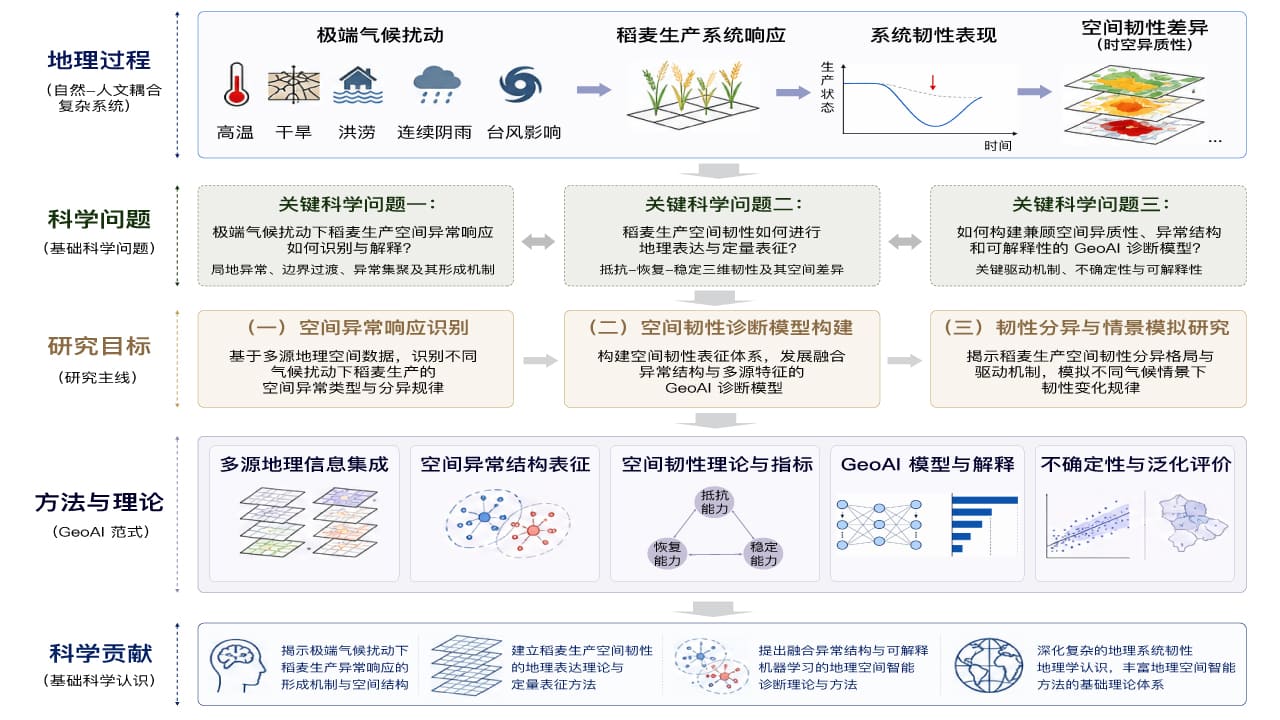 地理过程
（自然–人文耦合
复杂系统）
极端气候扰动
高温
干旱
洪涝
连续阴雨
台风影响
稻麦生产系统响应
系统韧性表现
生产状态
时间
空间韧性差异
（时空异质性）
...
科学问题
（基础科学问题）
关键科学问题一：
极端气候扰动下稻麦生产空间异常响应
如何识别与解释？
局地异常、边界过渡、异常集聚及其形成机制
关键科学问题二：
稻麦生产空间韧性如何进行
地理表达与定量表征？
抵抗–恢复–稳定三维韧性及其空间差异
关键科学问题三：
如何构建兼顾空间异质性、异常结构
和可解释性的 GeoAI 诊断模型？
关键驱动机制、不确定性与可解释性
研究目标
（研究主线）
（一）空间异常响应识别
基于多源地理空间数据，识别不同
气候扰动下稻麦生产的
空间异常类型与分异规律
（二）空间韧性诊断模型构建
构建空间韧性表征体系，发展融合
异常结构与多源特征的
GeoAI 诊断模型
（三）韧性分异与情景模拟研究
揭示稻麦生产空间韧性分异格局与
驱动机制，模拟不同气候情景下
韧性变化规律
方法与理论
（GeoAI 范式）
多源地理信息集成
空间异常结构表征
空间韧性理论与指标
抵抗
能力
恢复
能力
稳定
能力
GeoAI 模型与解释
不确定性与泛化评价
科学贡献
（基础科学认识）
揭示极端气候扰动下
稻麦生产异常响应的
形成机制与空间结构
建立稻麦生产空间韧性
的地理表达理论与
定量表征方法
提出融合异常结构与可解释
机器学习的地理空间智能
诊断理论与方法
深化复杂的地理系统韧性
地理学认识，丰富地理空间智能
方法的基础理论体系